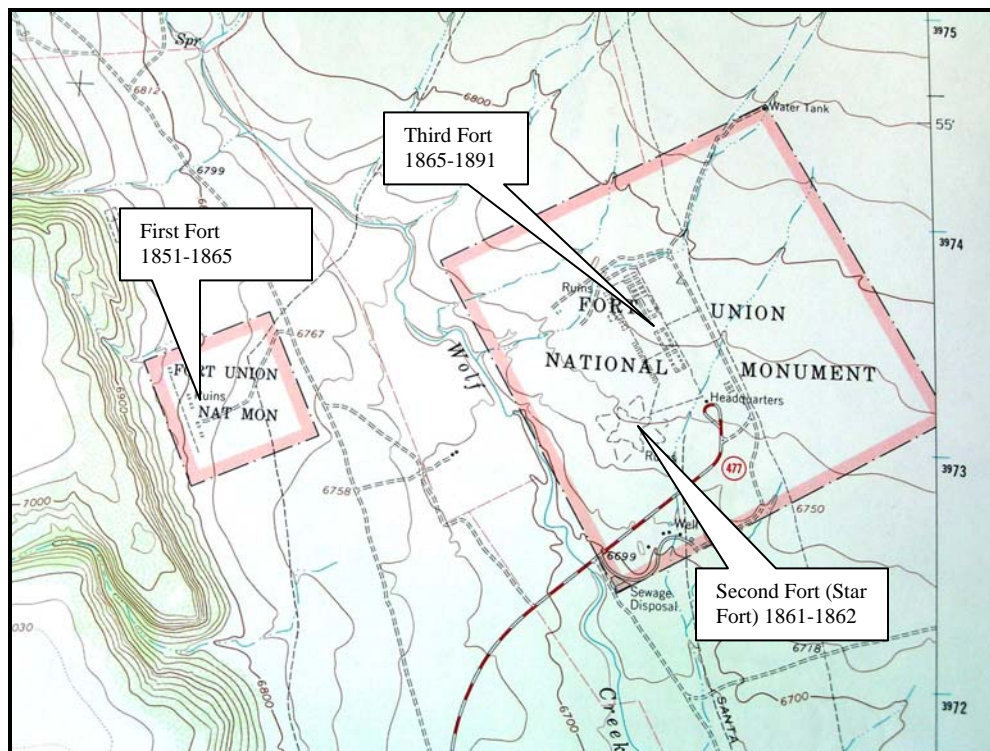 Spr
3975
6812
6800
Water Tank
55'
Third Fort
1865-1891
6799
First Fort
1851-1865
3974
Ruins
FORT UNION
NATIONAL MONUMENT
6767
Wolf
FORT UNION
Ruins
NAT MON
Headquarters
477
3973
6758
7000
6750
Well
6699
Sewage
Disposal
Second Fort (Star
Fort) 1861-1862
6718
6800
6700
6700
3972
Creek
SANTA